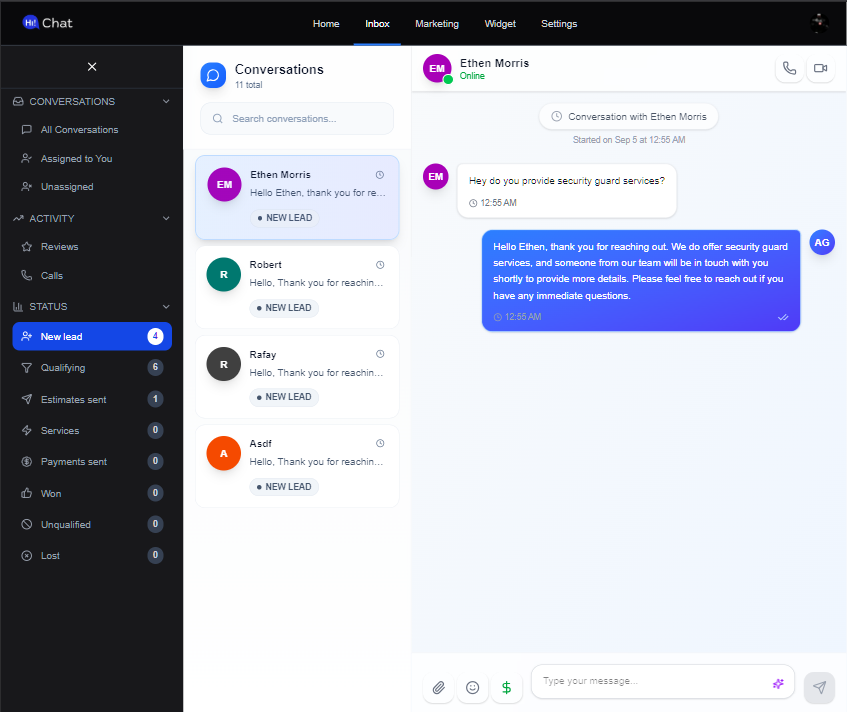 Hi! Chat
Home Inbox Marketing Widget Settings
CONVERSATIONS
All Conversations
Assigned to You
Unassigned
ACTIVITY
Reviews
Calls
STATUS
New lead 4
Qualifying 6
Estimates sent 1
Services 0
Payments sent 0
Won 0
Unqualified 0
Lost 0
Conversations
11 total
Search conversations...
EM
Ethen Morris
Hello Ethen, thank you for re...
NEW LEAD
R
Robert
Hello, Thank you for reachin...
NEW LEAD
R
Rafay
Hello, Thank you for reachin...
NEW LEAD
A
Asdf
Hello, Thank you for reachin...
NEW LEAD
EM
Ethen Morris
Online
Conversation with Ethen Morris
Started on Sep 5 at 12:55 AM
EM
Hey do you provide security guard services?
12:55 AM
AG
Hello Ethen, thank you for reaching out. We do offer security guard
services, and someone from our team will be in touch with you
shortly to provide more details. Please feel free to reach out if you
have any immediate questions.
12:55 AM
$
Type your message...